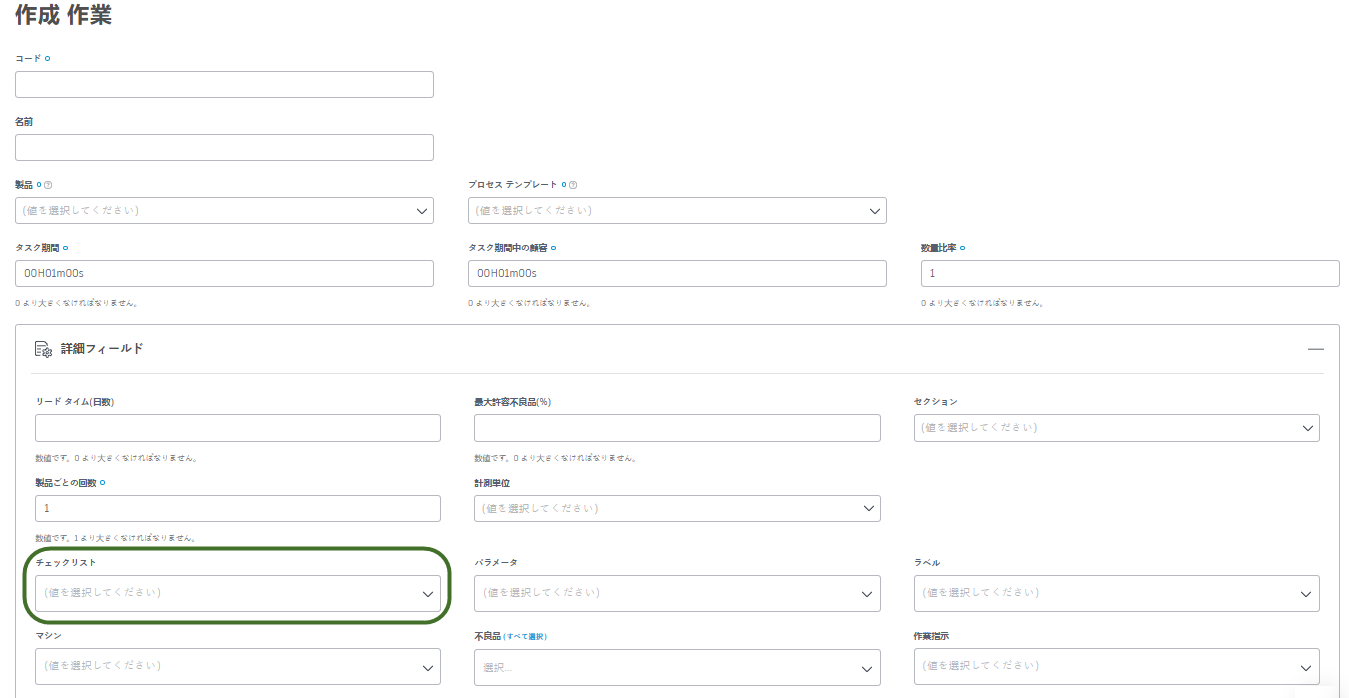 作成 作業
コード
名前
製品 プロセス テンプレート
(値を選択してください) (値を選択してください)
タスク期間 タスク期間中の顧客 数量比率
00H01m00s 00H01m00s 1
0 より大きくなければなりません。 0 より大きくなければなりません。 0 より大きくなければなりません。
詳細フィールド
リード タイム(日数) 最大許容不良品(%) セクション
(値を選択してください)
数値です。0 より大きくなければなりません。 数値です。0 より大きくなければなりません。
製品ごとの回数 計測単位
1 (値を選択してください)
数値です。1 より大きくなければなりません。
チェックリスト パラメータ ラベル
(値を選択してください) (値を選択してください) (値を選択してください)
マシン 不良品 (すべて選択) 作業指示
(値を選択してください) 選択... (値を選択してください)